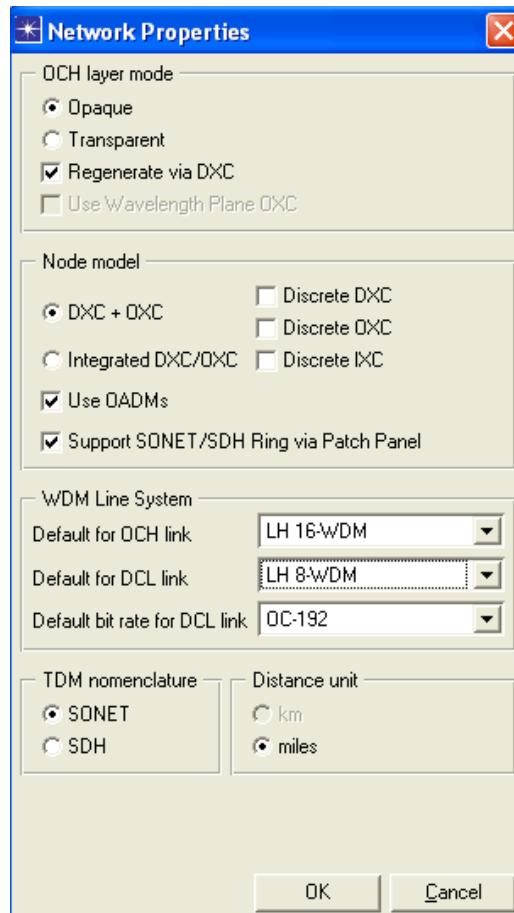 Network Properties
OCH layer mode
Opaque
Transparent
Regenerate via DXC
Use Wavelength Plane OXC
Node model
DXC + OXC
Discrete DXC
Discrete OXC
Integrated DXC/OXC
Discrete IXC
Use OADMs
Support SONET/SDH Ring via Patch Panel
WDM Line System
Default for OCH link
LH 16-WDM
Default for DCL link
LH 8-WDM
Default bit rate for DCL link
OC-192
TDM nomenclature
SONET
SDH
Distance unit
km
miles
OK
Cancel